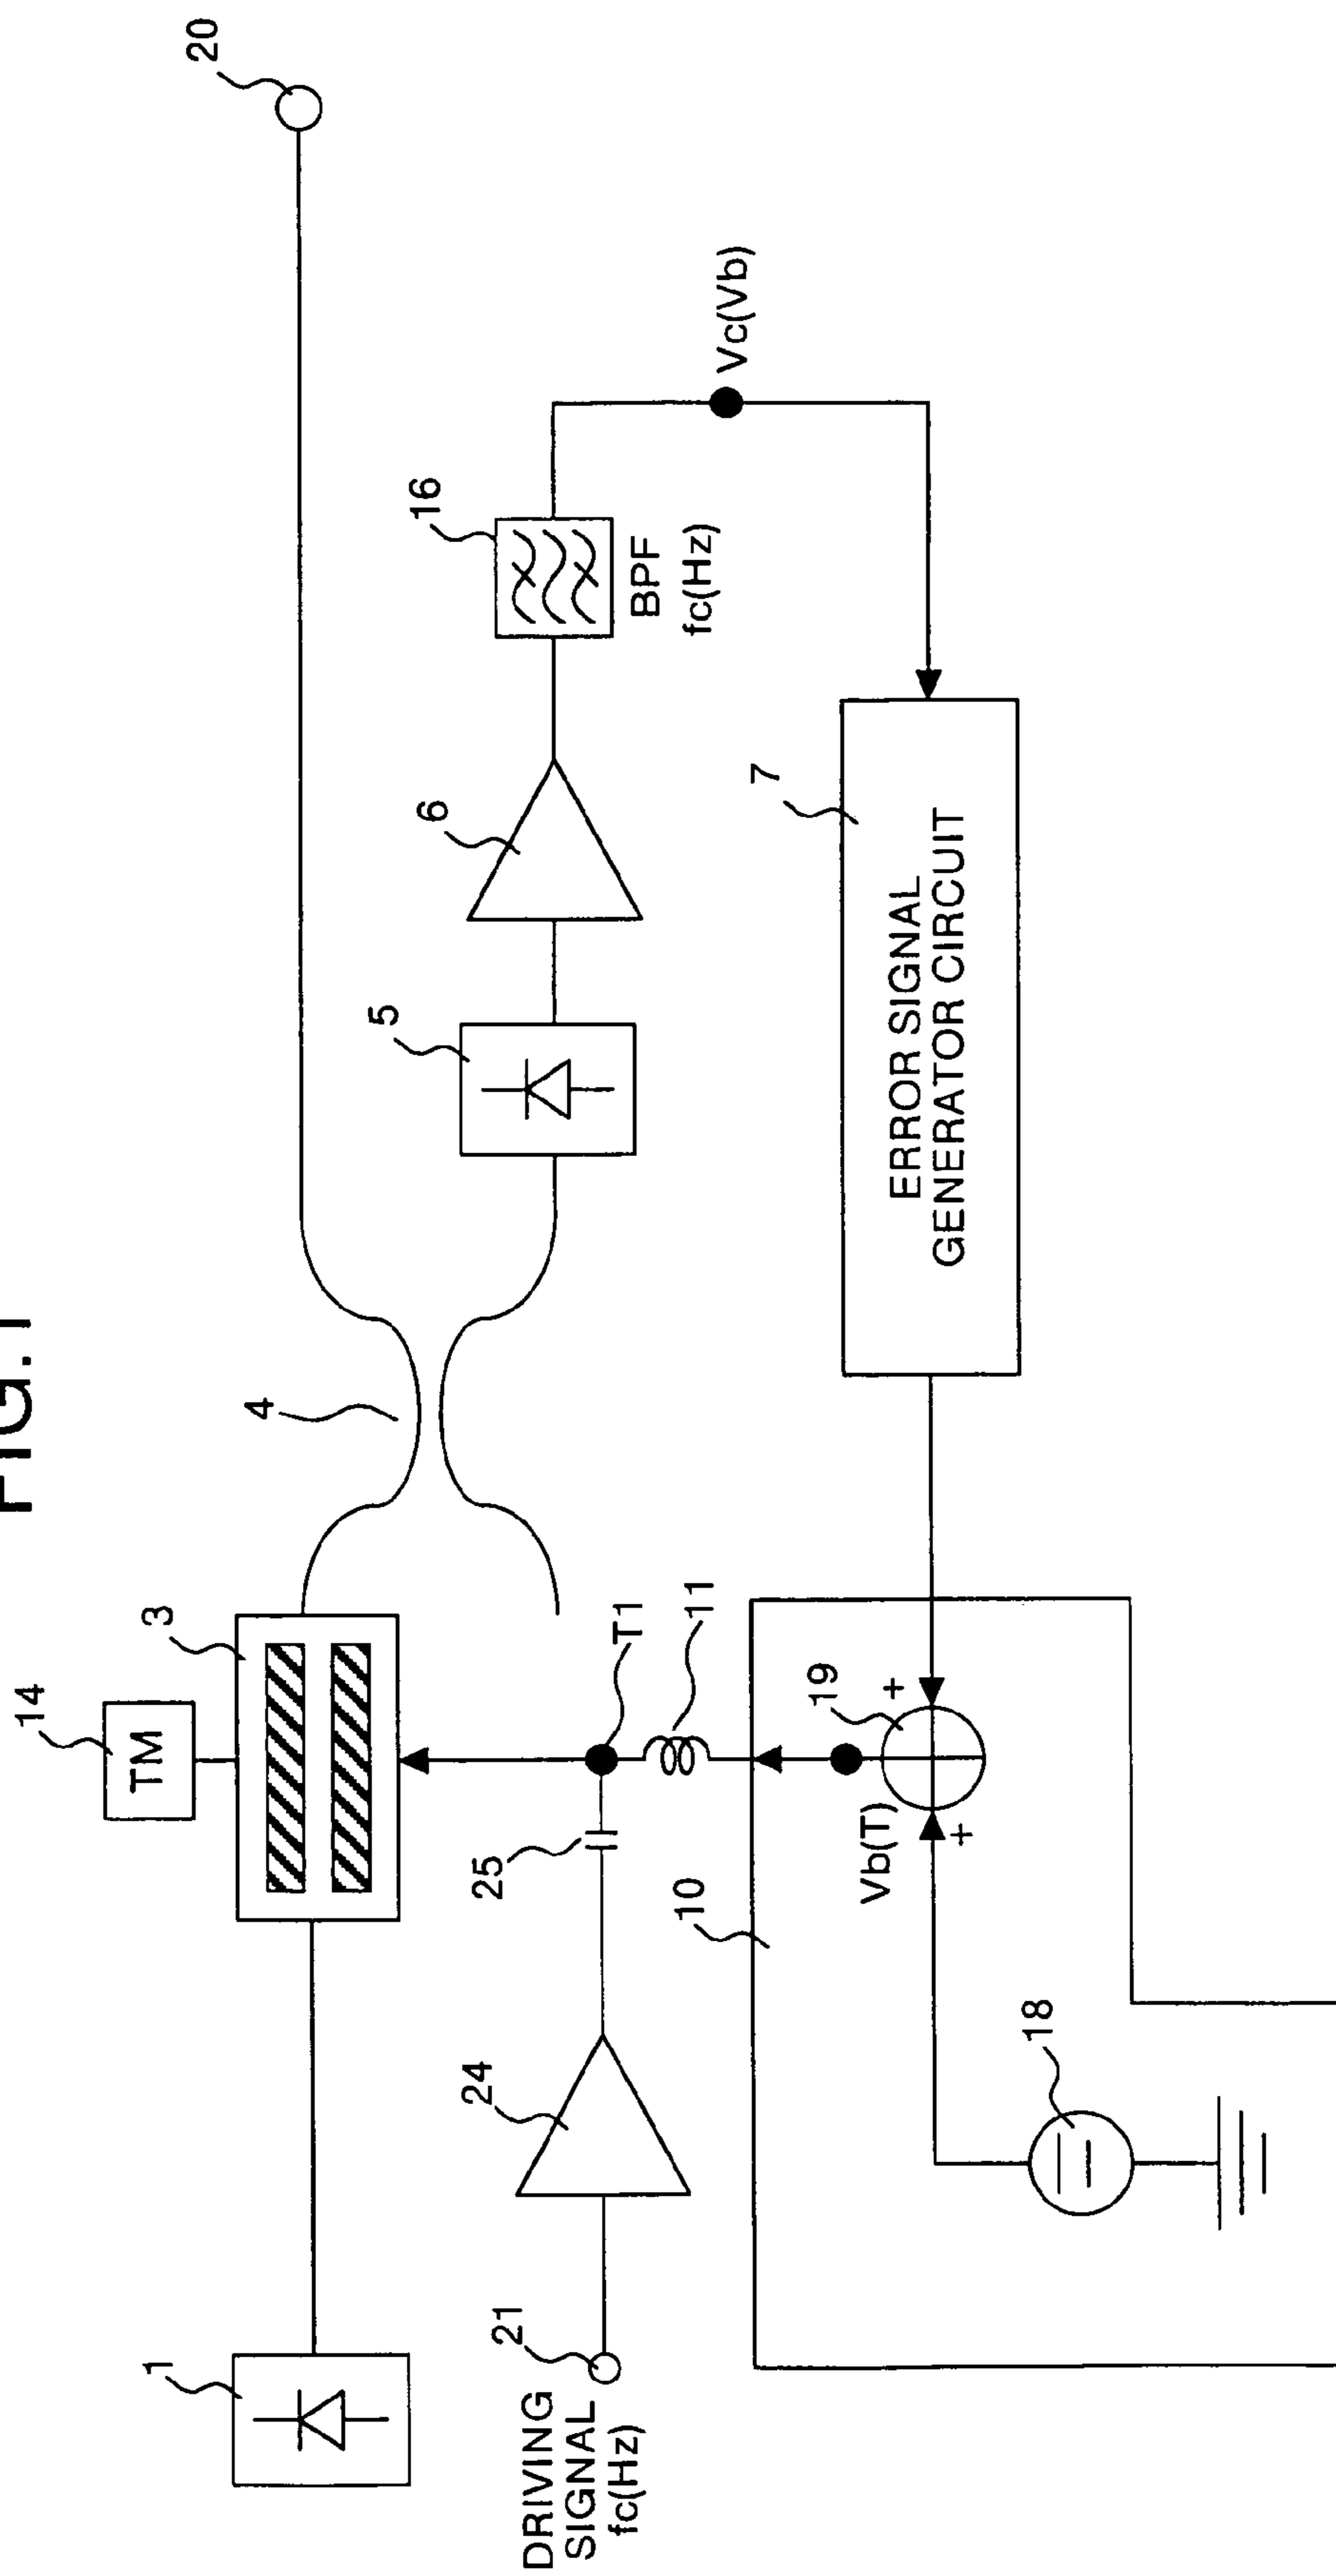 FIG.1
20
14
TM
3
1
4
5
6
16
BPF
fc(Hz)
Vc(Vb)
DRIVING
SIGNAL
fc(Hz)
21
24
25
T1
11
10
Vb(T)
19
+
+
18
7
ERROR SIGNAL
GENERATOR CIRCUIT